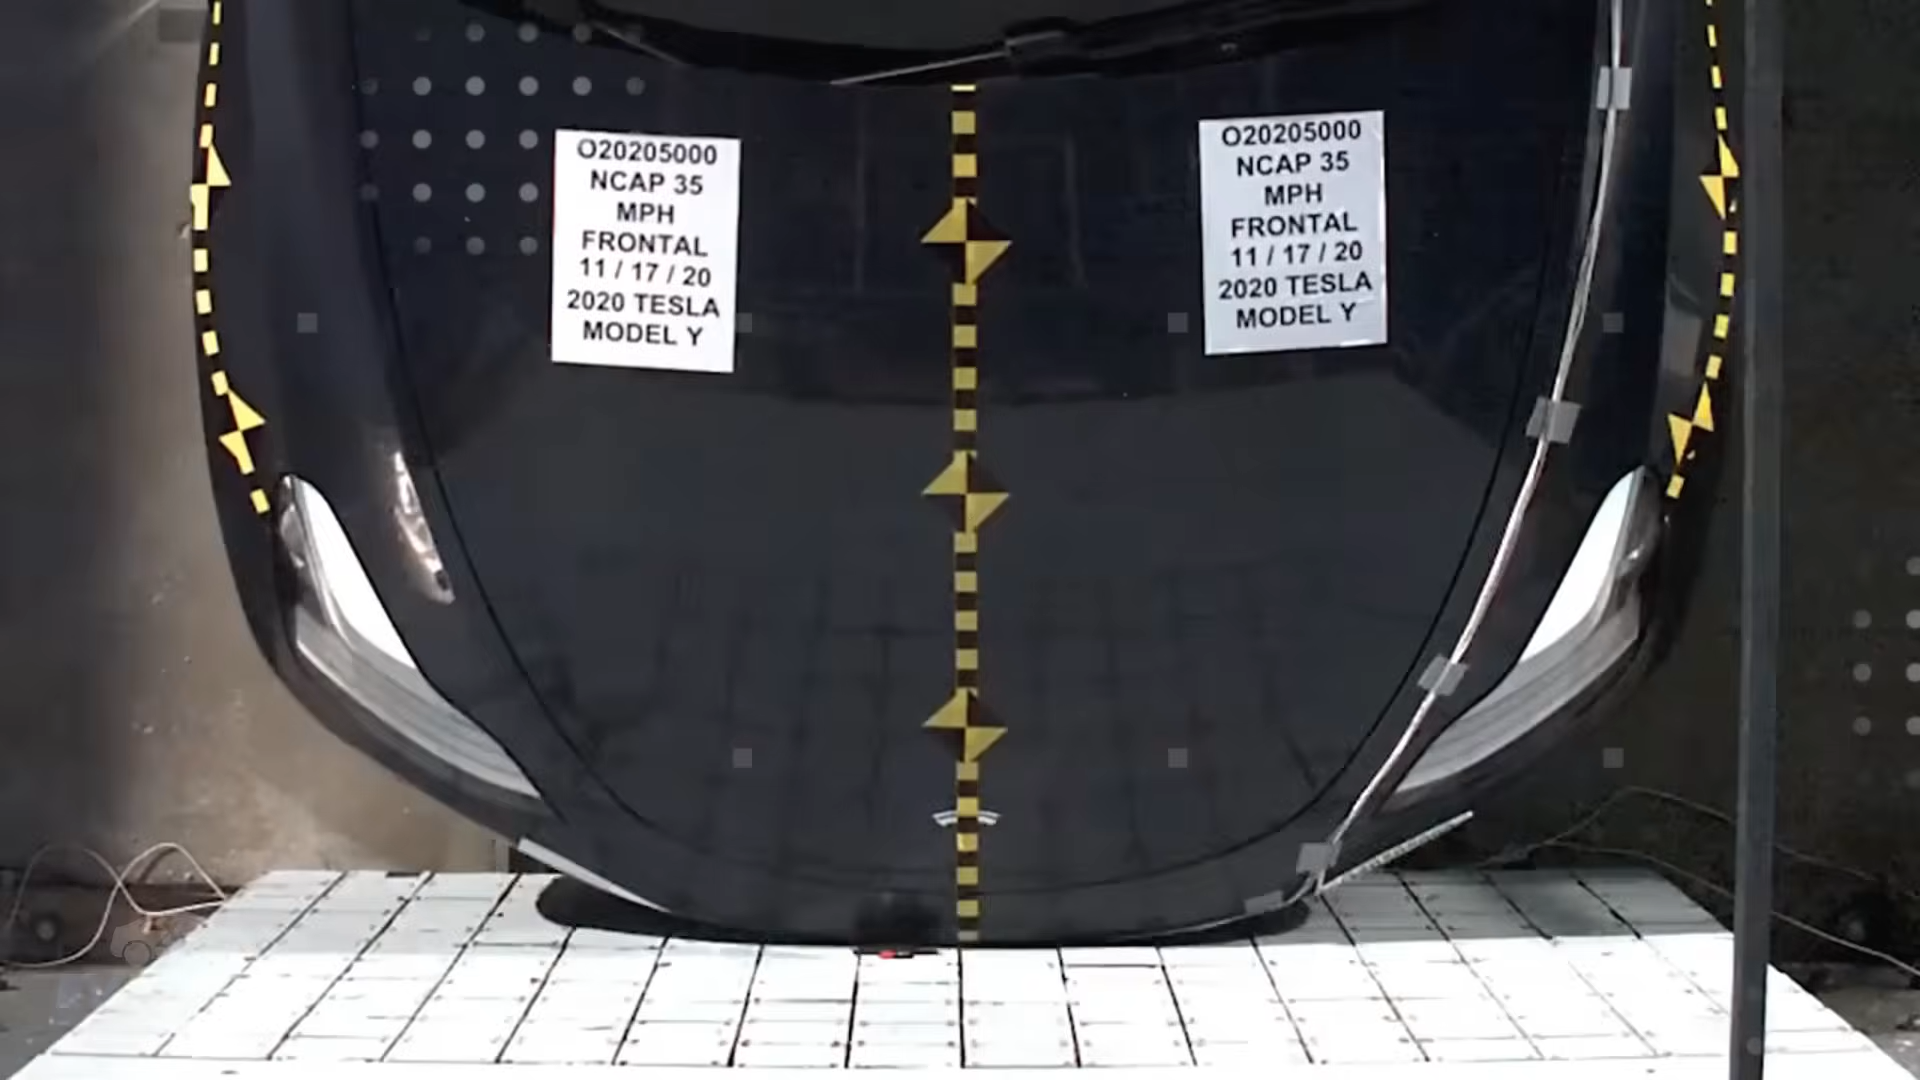 O20205000
NCAP 35
MPH
FRONTAL
11 / 17 / 20
2020 TESLA
MODEL Y
O20205000
NCAP 35
MPH
FRONTAL
11 / 17 / 20
2020 TESLA
MODEL Y